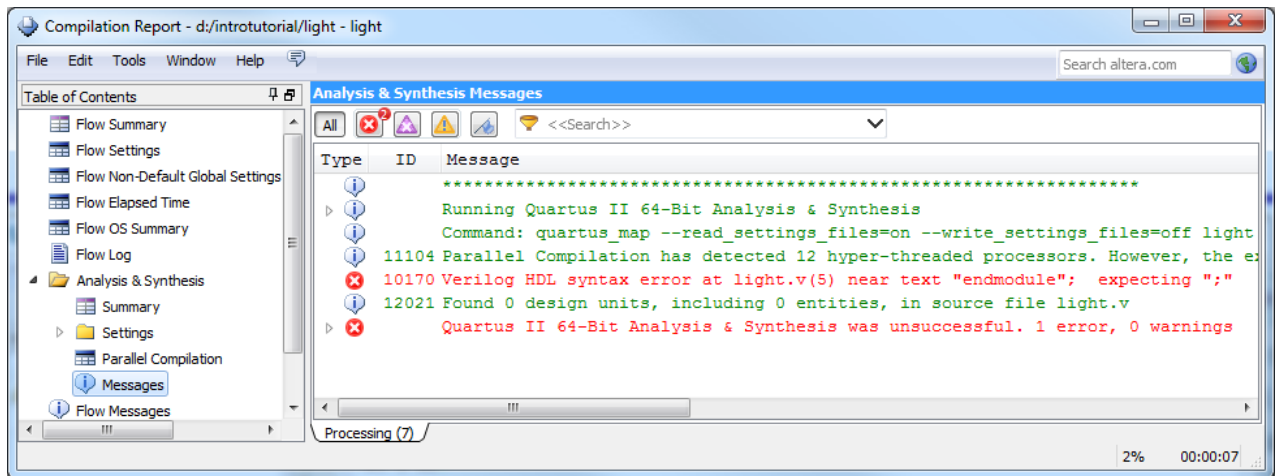 Compilation Report - d:/introtutorial/light - light
File Edit Tools Window Help
Search altera.com
Table of Contents
Flow Summary
Flow Settings
Flow Non-Default Global Settings
Flow Elapsed Time
Flow OS Summary
Flow Log
Analysis & Synthesis
Summary
Settings
Parallel Compilation
Messages
Flow Messages
Analysis & Synthesis Messages
All 2 <<Search>>
Type ID Message
*******************************************************************
Running Quartus II 64-Bit Analysis & Synthesis
Command: quartus_map --read_settings_files=on --write_settings_files=off light
11104 Parallel Compilation has detected 12 hyper-threaded processors. However, the
10170 Verilog HDL syntax error at light.v(5) near text "endmodule"; expecting ";"
12021 Found 0 design units, including 0 entities, in source file light.v
Quartus II 64-Bit Analysis & Synthesis was unsuccessful. 1 error, 0 warnings
Processing (7)
2% 00:00:07